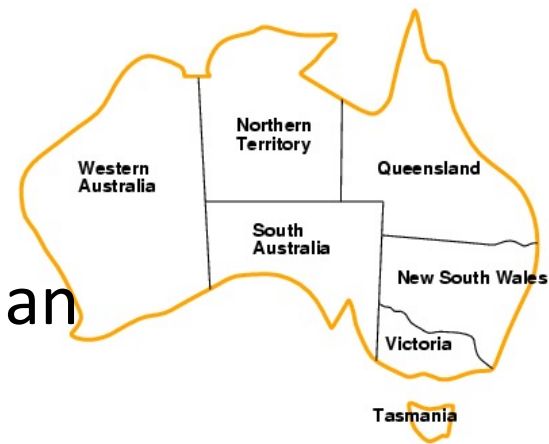 Northern
Territory
Western
Australia
Queensland
South
Australia
New South Wales
an
Victoria
Tasmania